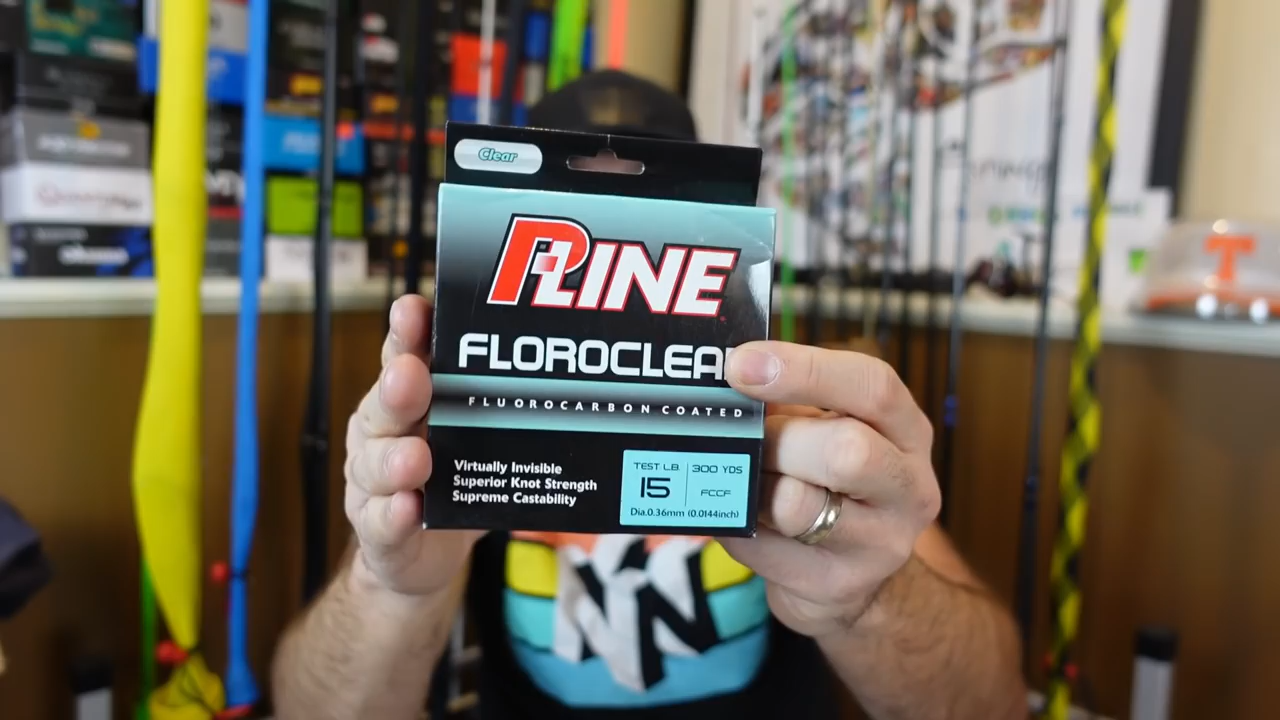 Clear
PLINE
FLOROCLEA
FLUOROCARBON COATED
Virtually Invisible
Superior Knot Strength
Supreme Castability
TEST LB. 300 YDS
15 FCCF
Dia.0.36mm (0.0144inch)
T